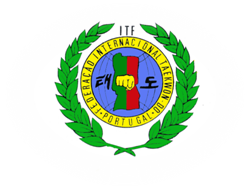 ITF
FEDERAÇÃO INTERNACIONAL TAEKWON-DO
태 도
·PORTUGAL·